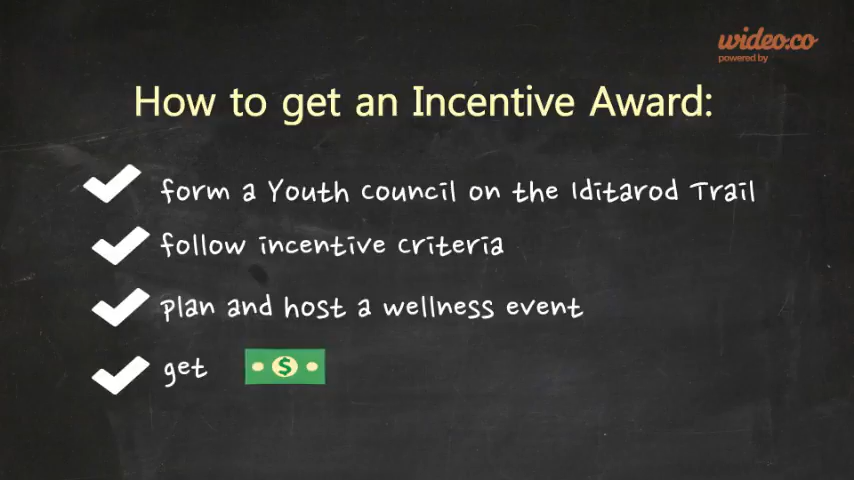 wideo.co
powered by
How to get an Incentive Award:
form a Youth council on the Iditarod Trail
follow incentive criteria
plan and host a wellness event
get $